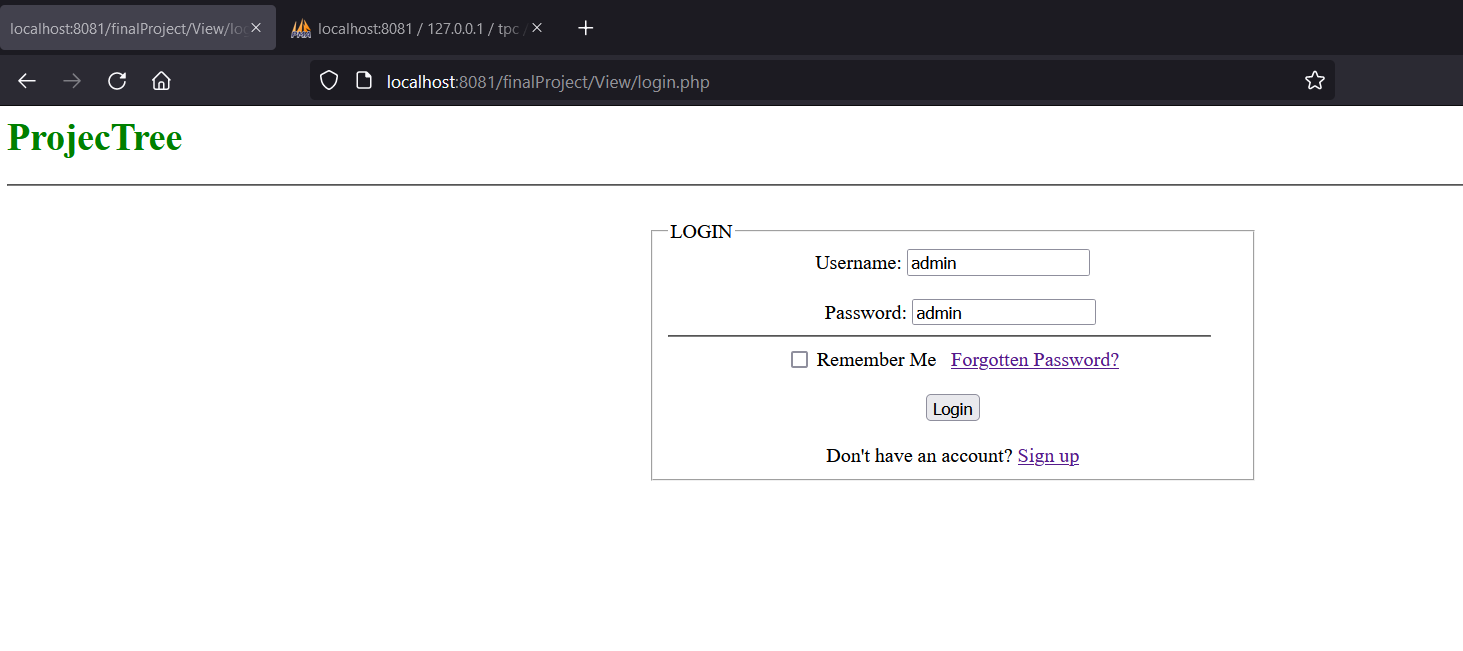 localhost:8081/finalProject/View/lo
localhost:8081 / 127.0.0.1 / tpc /
localhost:8081/finalProject/View/login.php
ProjecTree
LOGIN
Username: admin
Password: admin
Remember Me Forgotten Password?
Login
Don't have an account? Sign up